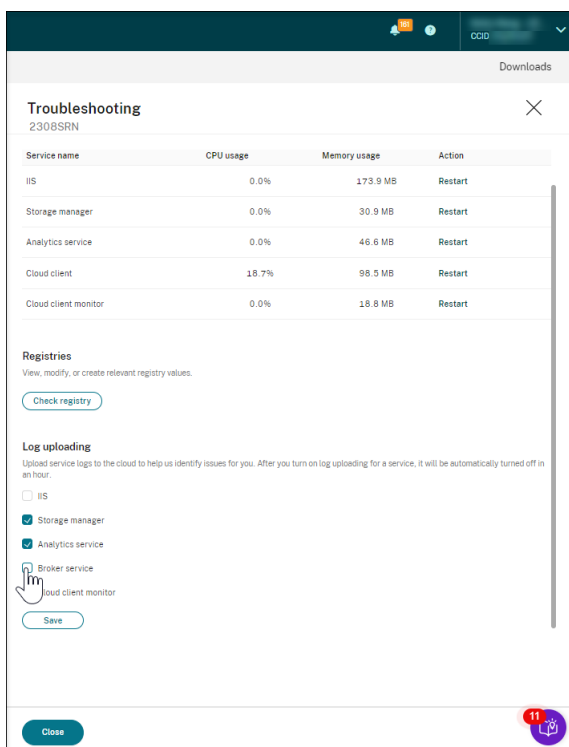 161
?
CCID
Downloads
Troubleshooting
2308SRN
Service name CPU usage Memory usage Action
IIS 0.0% 173.9 MB Restart
Storage manager 0.0% 30.9 MB Restart
Analytics service 0.0% 46.6 MB Restart
Cloud client 18.7% 98.5 MB Restart
Cloud client monitor 0.0% 18.8 MB Restart
Registries
View, modify, or create relevant registry values.
Check registry
Log uploading
Upload service logs to the cloud to help us identify issues for you. After you turn on log uploading for a service, it will be automatically turned off in
an hour.
IIS
Storage manager
Analytics service
Broker service
loud client monitor
Save
Close
11